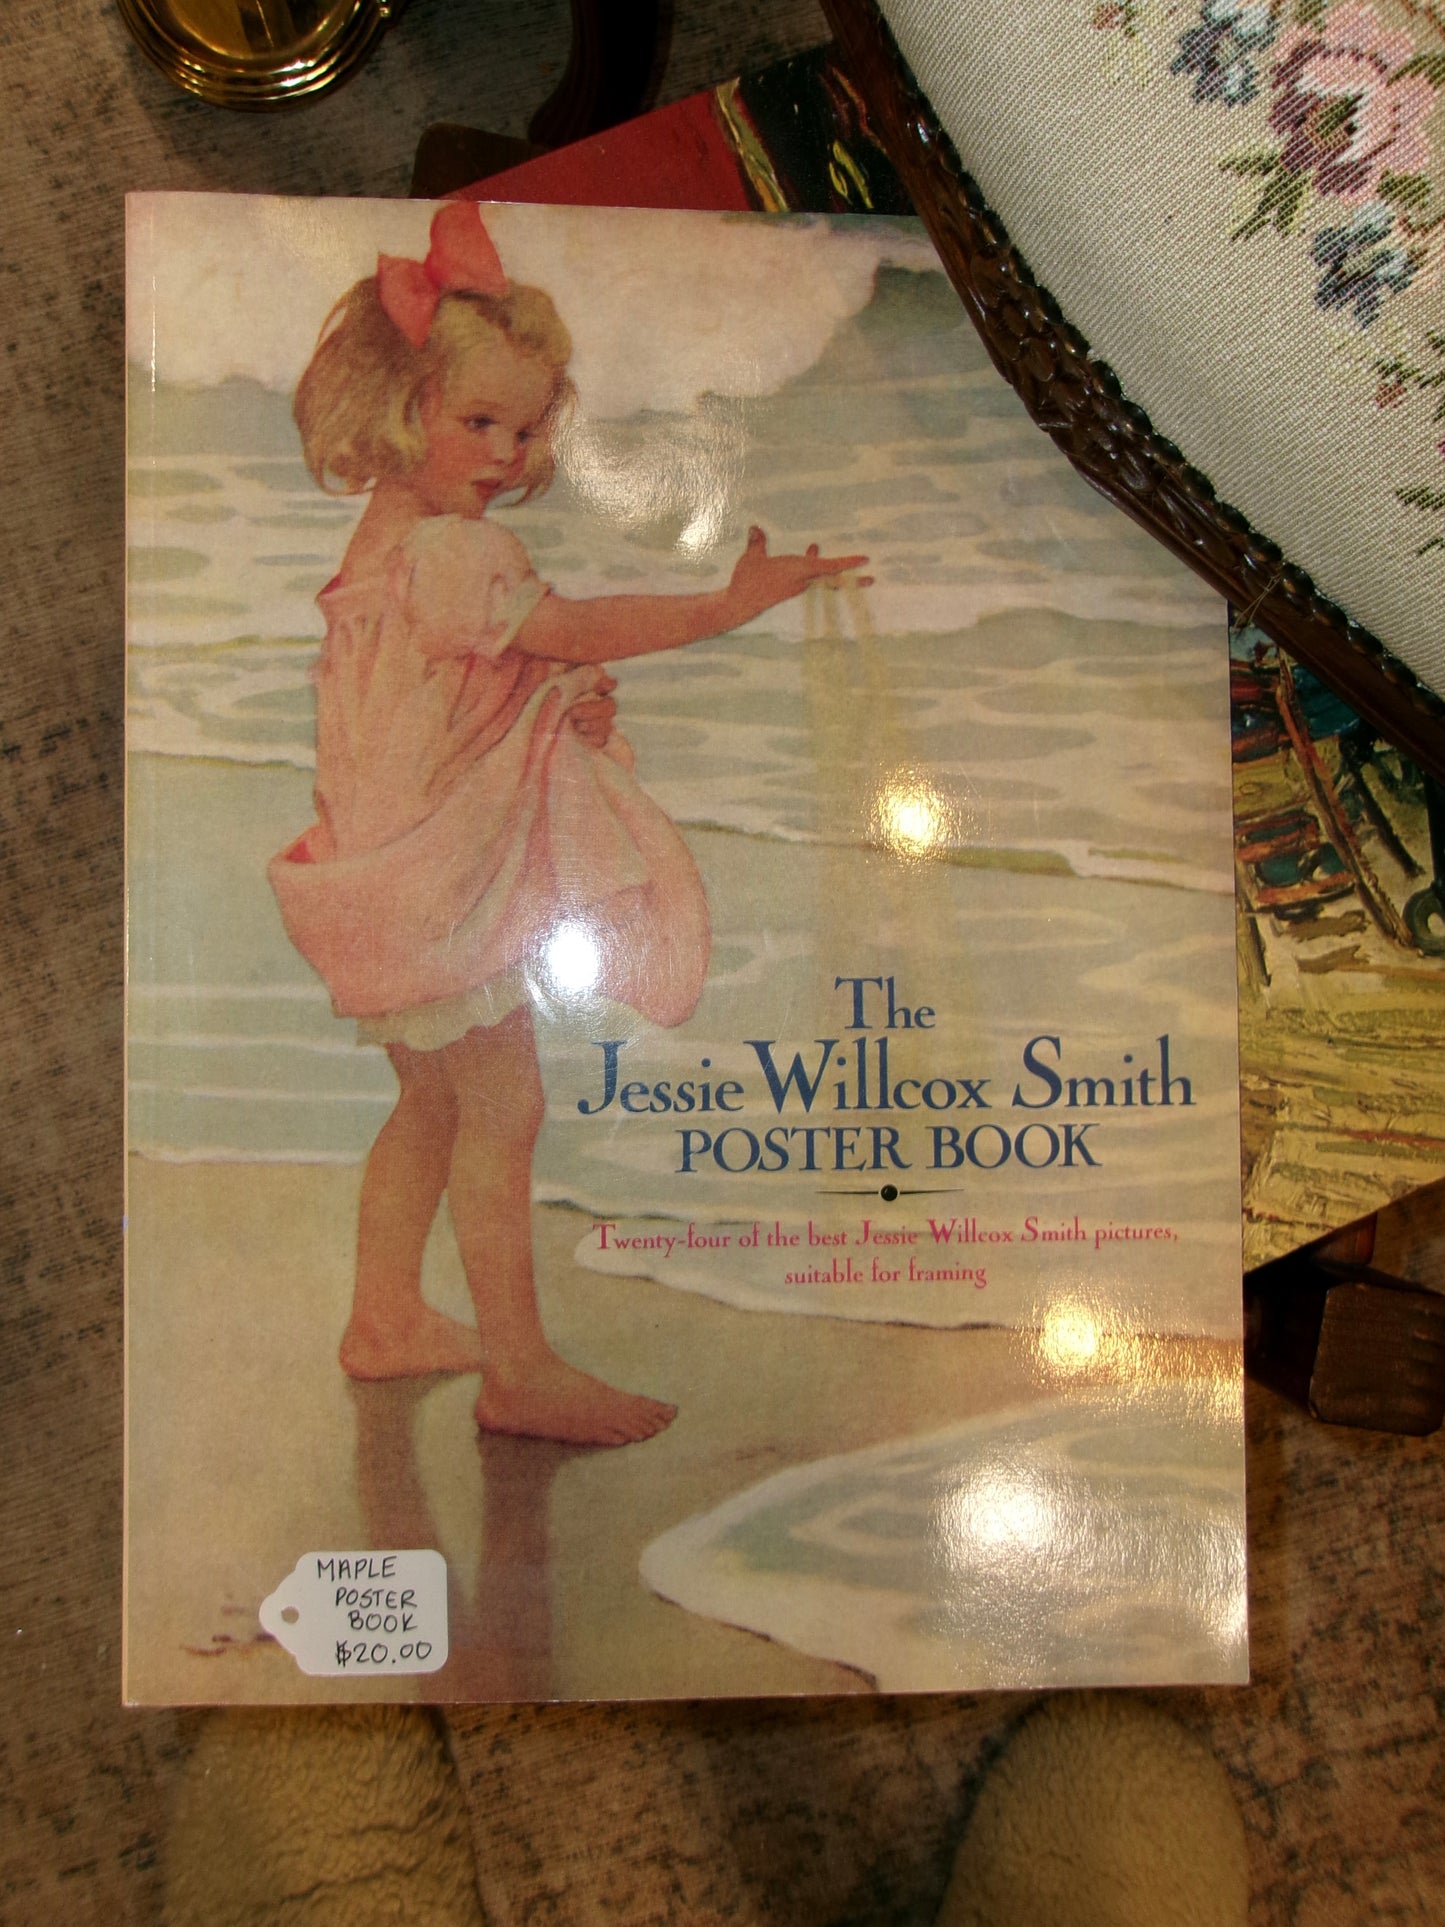 The
Jessie Willcox Smith
POSTER BOOK
Twenty-four of the best Jessie Willcox Smith pictures,
suitable for framing
MAPLE
POSTER
BOOK
$20.00